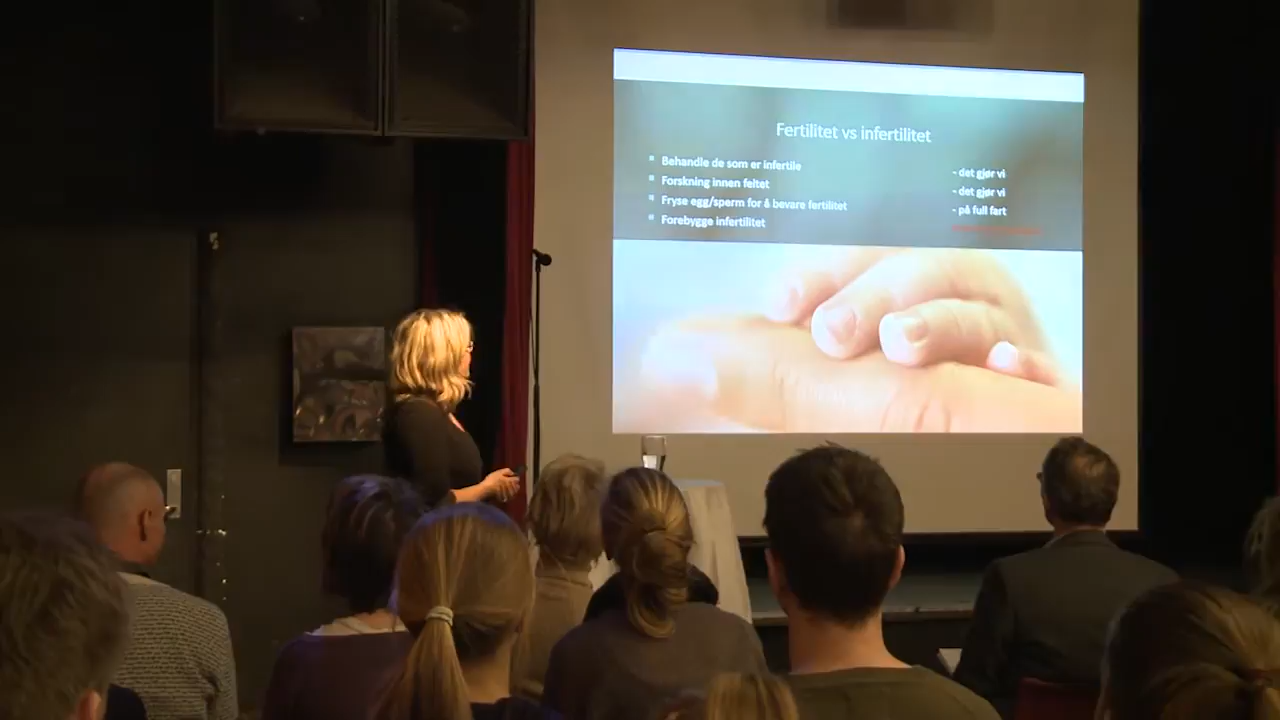 Fertilitet vs infertilitet
Behandle de som er infertile - det gjør vi
Forskning innen feltet - det gjør vi
Fryse egg/sperm for å bevare fertilitet - på full fart
Forebygge infertilitet